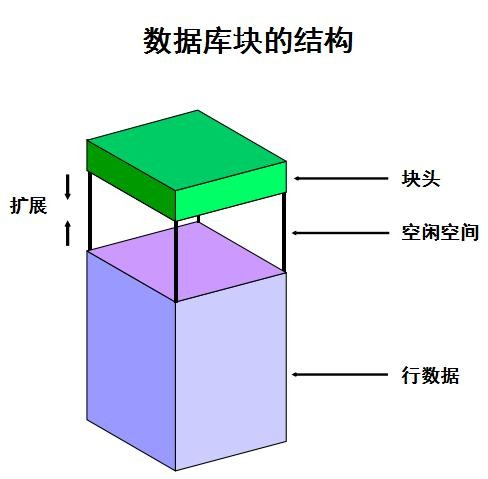 数据库块的结构
块头
扩展
空闲空间
行数据